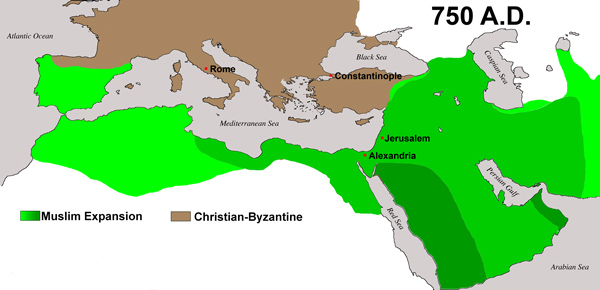 750 A.D.
Atlantic Ocean
Black Sea
Caspian Sea
Rome
Constantinople
Mediterranean Sea
Jerusalem
Alexandria
Persian Gulf
Red Sea
Muslim Expansion
Christian-Byzantine
Arabian Sea